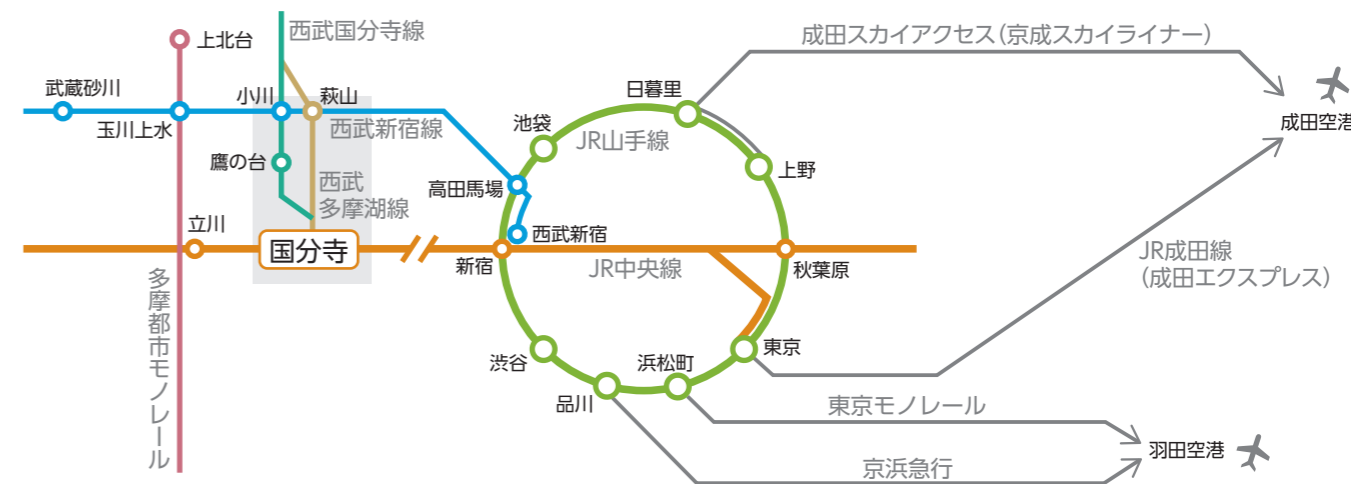 上北台
西武国分寺線
成田スカイアクセス（京成スカイライナー）
武蔵砂川
小川
萩山
日暮里
玉川上水
西武新宿線
池袋
JR山手線
成田空港
鷹の台
上野
西武
多摩湖線
高田馬場
立川
西武新宿
国分寺
新宿
JR中央線
秋葉原
JR成田線
（成田エクスプレス）
多摩都市モノレール
渋谷
浜松町
東京
品川
東京モノレール
羽田空港
京浜急行